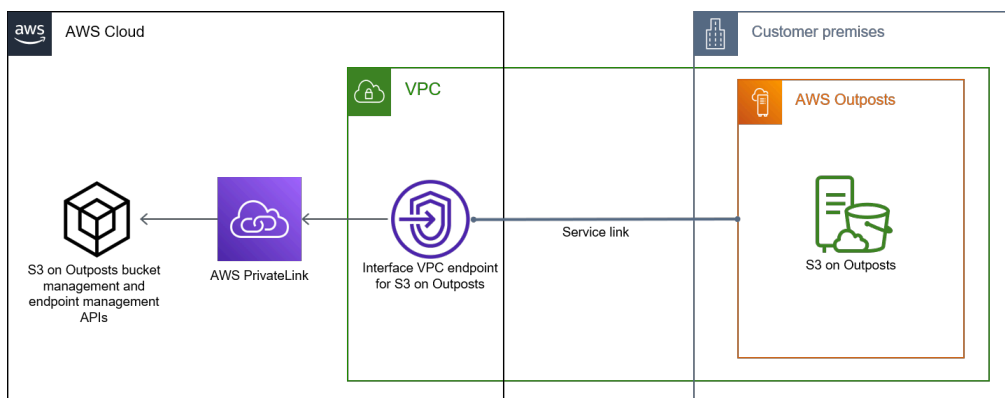 aws
AWS Cloud
Customer premises
VPC
AWS Outposts
Service link
S3 on Outposts bucket
management and
endpoint management
APIs
AWS PrivateLink
Interface VPC endpoint
for S3 on Outposts
S3 on Outposts